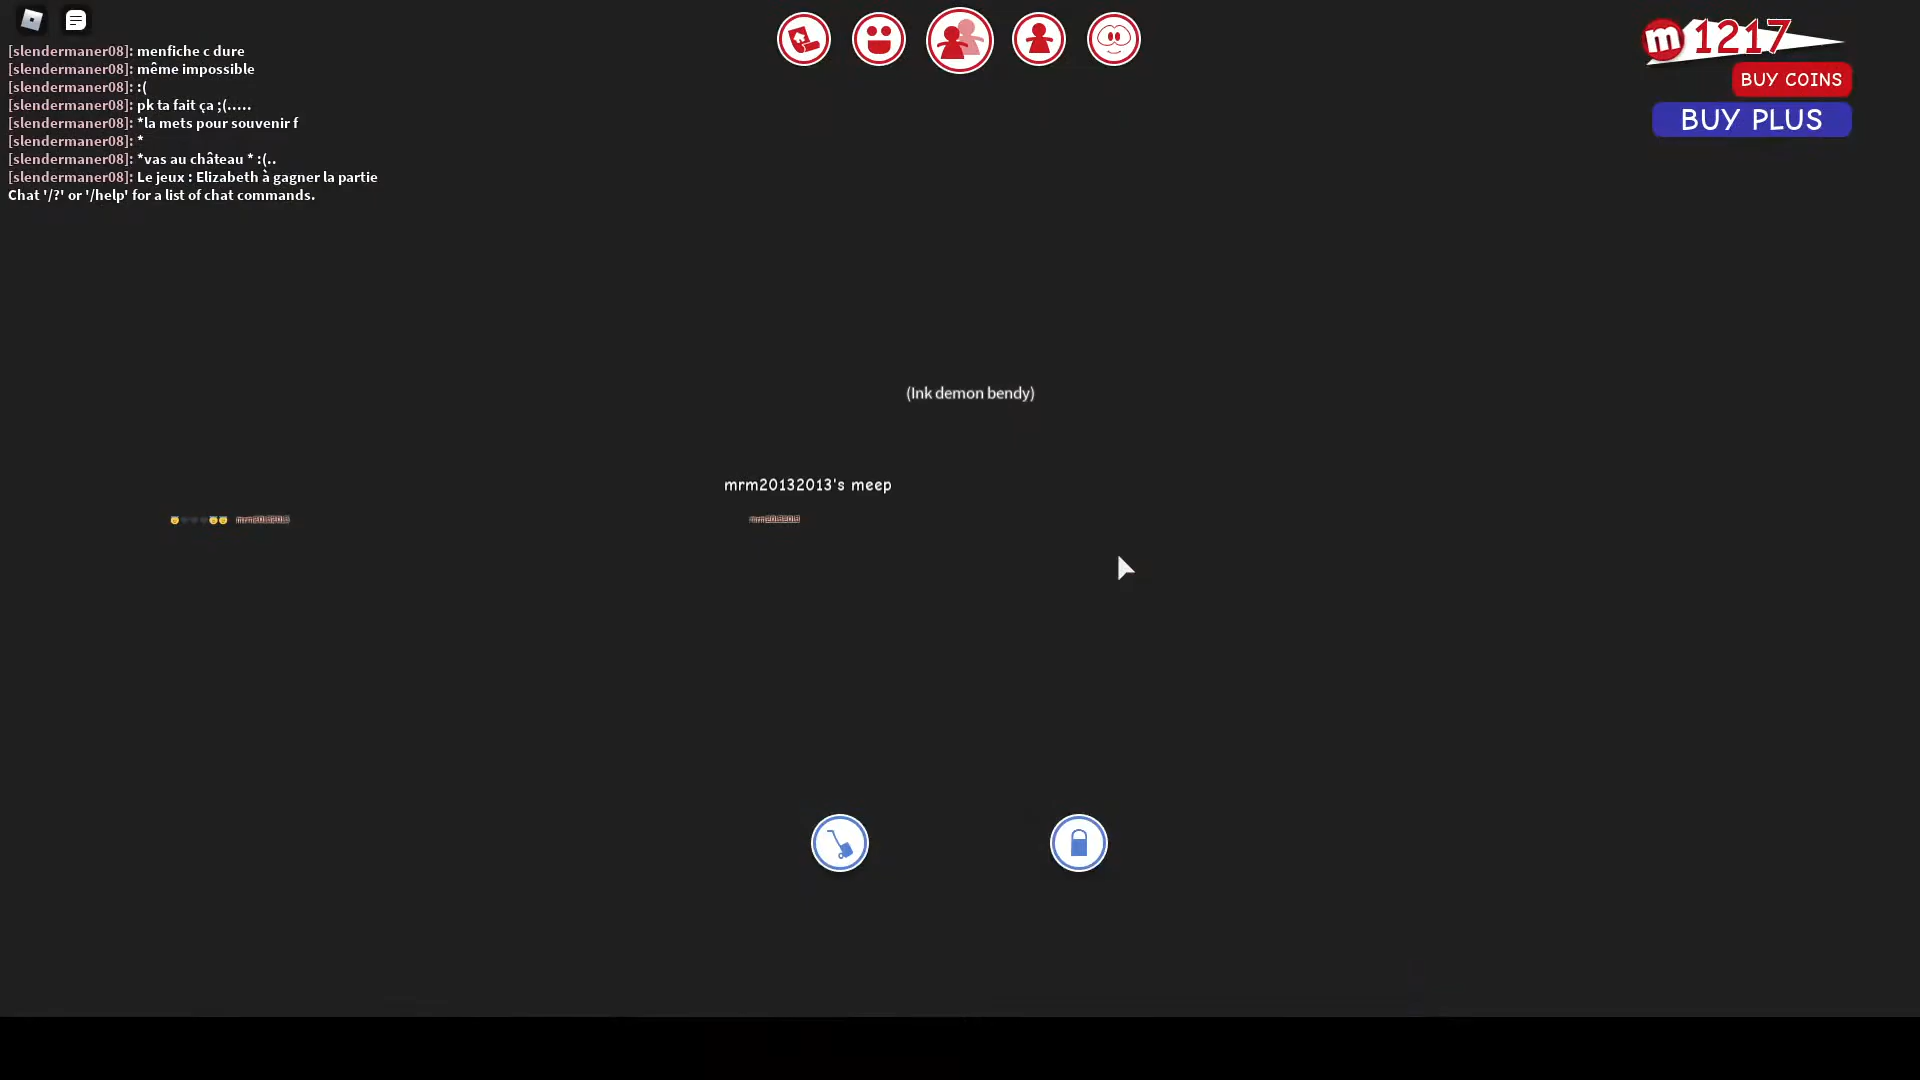 [slendermaner08]: menfiche c dure
[slendermaner08]: même impossible
[slendermaner08]: :(
[slendermaner08]: pk ta fait ça ;(.....
[slendermaner08]: *la mets pour souvenir f
[slendermaner08]: *
[slendermaner08]: *vas au château * :(..
[slendermaner08]: Le jeux : Elizabeth à gagner la partie
Chat '/?' or '/help' for a list of chat commands.
m 1217
BUY COINS
BUY PLUS
(Ink demon bendy)
mrm20132013's meep
mrm20132013
mrm20132013